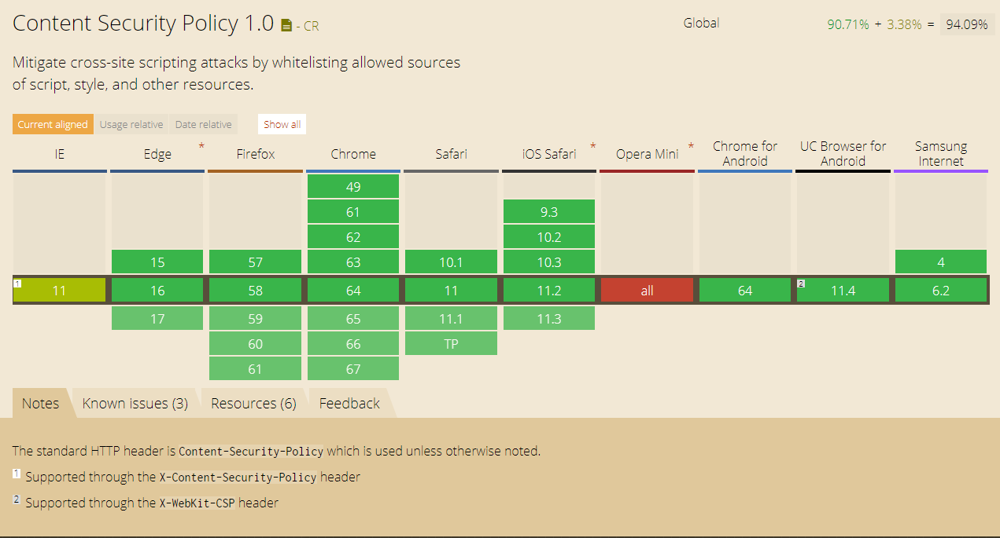 Content Security Policy 1.0 - CR
Global 90.71% + 3.38% = 94.09%
Mitigate cross-site scripting attacks by whitelisting allowed sources
of script, style, and other resources.
Current aligned Usage relative Date relative Show all
IE Edge * Firefox Chrome Safari iOS Safari * Opera Mini * Chrome for Android UC Browser for Android Samsung Internet
49
61 9.3
62 10.2
15 57 63 10.1 10.3 4
1 11 16 58 64 11 11.2 all 64 2 11.4 6.2
17 59 65 11.1 11.3
60 66 TP
61 67
Notes Known issues (3) Resources (6) Feedback
The standard HTTP header is Content-Security-Policy which is used unless otherwise noted.
1 Supported through the X-Content-Security-Policy header
2 Supported through the X-WebKit-CSP header